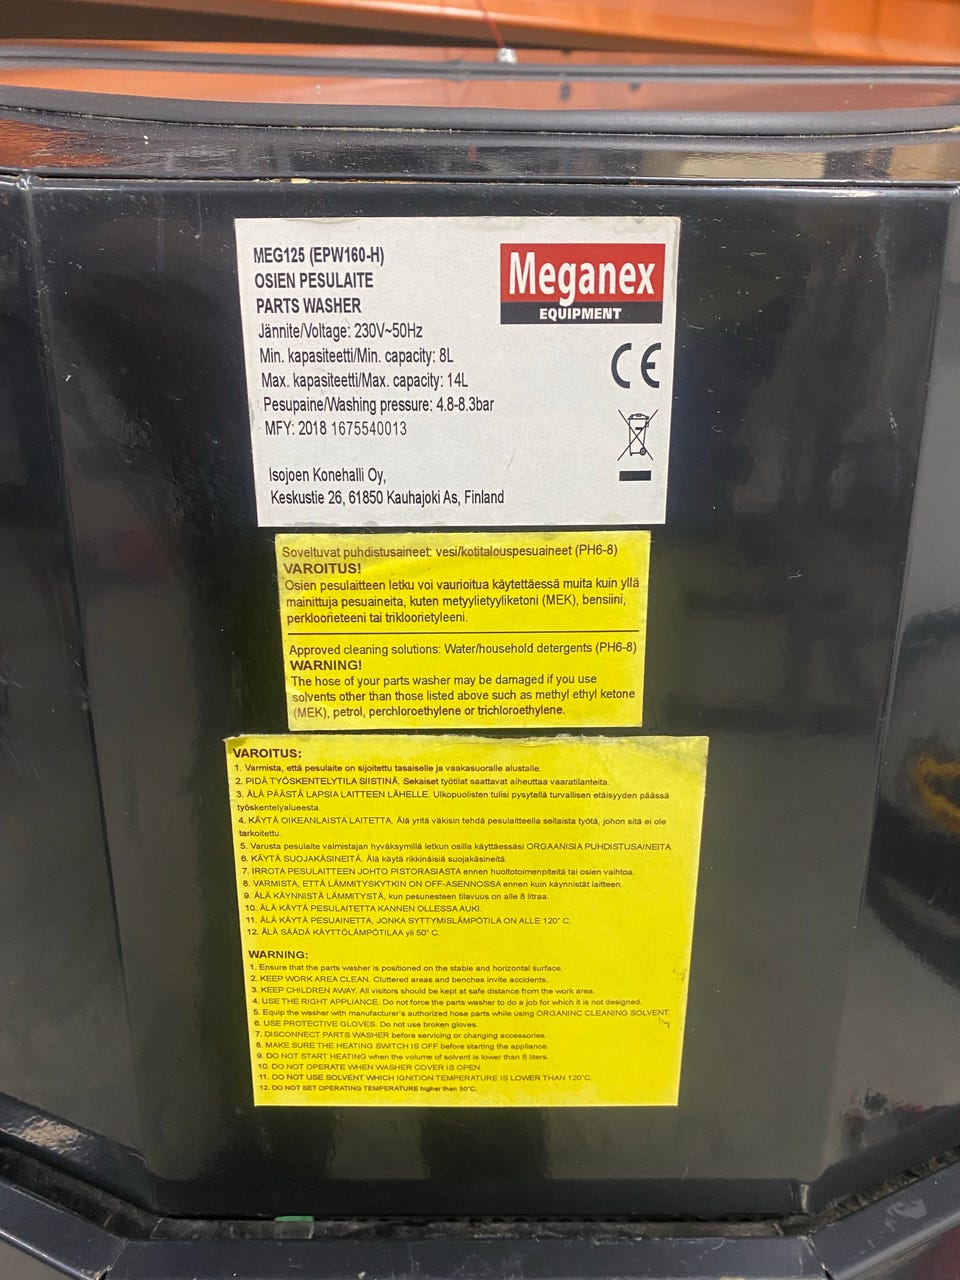 MEG125 (EPW160-H)
OSIEN PESULAITE
PARTS WASHER
Jännite/Voltage: 230V~50Hz
Min. kapasiteetti/Min. capacity: 8L
Max. kapasiteetti/Max. capacity: 14L
Pesupaine/Washing pressure: 4.8-8.3bar
MFY: 2018 1675540013
Isojoen Konehalli Oy,
Keskustie 26, 61850 Kauhajoki As, Finland
Meganex
EQUIPMENT
CE
Soveltuvat puhdistusaineet: vesi/kotitalouspesuaineet (PH6-8)
VAROITUS!
Osien pesulaitteen letku voi vaurioitua käytettäessä muita kuin yllä
mainittuja pesuaineita, kuten metyylietyyliketoni (MEK), bensiini,
perkloorieteeni tai trikloorietyleeni.
Approved cleaning solutions: Water/household detergents (PH6-8)
WARNING!
The hose of your parts washer may be damaged if you use
solvents other than those listed above such as methyl ethyl ketone
(MEK), petrol, perchloroethylene or trichloroethylene.
VAROITUS:
1. Varmista, että pesulaite on sijoitettu tasaiselle ja vaakasuoralle alustalle.
2. PIDÄ TYÖSKENTELYTILA SIISTINÄ. Sekaiset työtilat saattavat aiheuttaa vaaratilanteita.
3. ÄLÄ PÄÄSTÄ LAPSIA LAITTEEN LÄHELLE. Ulkopuolisten tulisi pysytellä turvallisen etäisyyden päässä
työskentelyalueesta.
4. KÄYTÄ OIKEANLAISTA LAITETTA. Älä yritä väkisin tehdä pesulaitteella sellaista työtä, johon sitä ei ole
tarkoitettu.
5. Varusta pesulaite valmistajan hyväksymillä letkun osilla käyttäessäsi ORGAANISIA PUHDISTUSAINEITA.
6. KÄYTÄ SUOJAKÄSINEITÄ. Älä käytä rikkinäisiä suojakäsineitä.
7. IRROTA PESULAITTEEN JOHTO PISTORASIASTA ennen huoltotoimenpiteitä tai osien vaihtoa.
8. VARMISTA, ETTÄ LÄMMITYSKYTKIN ON OFF-ASENNOSSA ennen kuin käynnistät laitteen.
9. ÄLÄ KÄYNNISTÄ LÄMMITYSTÄ, kun pesunesteen tilavuus on alle 8 litraa.
10. ÄLÄ KÄYTÄ PESULAITETTA KANNEN OLLESSA AUKI.
11. ÄLÄ KÄYTÄ PESUAINETTA, JONKA SYTTYMISLÄMPÖTILA ON ALLE 120° C.
12. ÄLÄ SÄÄDÄ KÄYTTÖLÄMPÖTILAA yli 50° C.
WARNING:
1. Ensure that the parts washer is positioned on the stable and horizontal surface.
2. KEEP WORK AREA CLEAN. Cluttered areas and benches invite accidents.
3. KEEP CHILDREN AWAY. All visitors should be kept at safe distance from the work area.
4. USE THE RIGHT APPLIANCE. Do not force the parts washer to do a job for which it is not designed.
5. Equip the washer with manufacturer's authorized hose parts while using ORGANINC CLEANING SOLVENT.
6. USE PROTECTIVE GLOVES. Do not use broken gloves.
7. DISCONNECT PARTS WASHER before servicing or changing accessories.
8. MAKE SURE THE HEATING SWITCH IS OFF before starting the appliance.
9. DO NOT START HEATING when the volume of solvent is lower than 8 liters.
10. DO NOT OPERATE WHEN WASHER COVER IS OPEN.
11. DO NOT USE SOLVENT WHICH IGNITION TEMPERATURE IS LOWER THAN 120°C.
12. DO NOT SET OPERATING TEMPERATURE higher than 50°C.